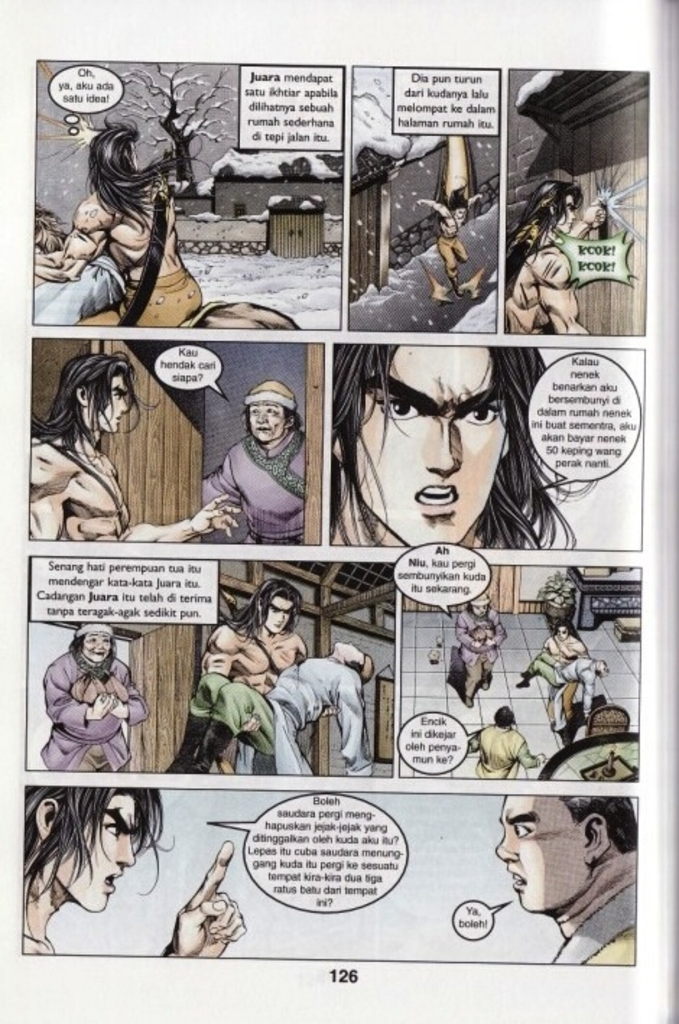 Oh,
ya, aku ada
satu idea!
Juara mendapat
satu ikhtiar apabila
dilihatnya sebuah
rumah sederhana
di tepi jalan itu.
Dia pun turun
dari kudanya lalu
melompat ke dalam
halaman rumah itu.
KCOK!
KCOK!
Kau
hendak cari
siapa?
Kalau
nenek
benarkan aku
bersembunyi di
dalam rumah nenek
ini buat sementra, aku
akan bayar nenek
50 keping wang
perak nanti.
Senang hati perempuan tua itu
mendengar kata-kata Juara itu.
Cadangan Juara itu telah di terima
tanpa teragak-agak sedikit pun.
Ah
Niu, kau pergi
sembunyikan kuda
itu sekarang.
Encik
ini dikejar
oleh penya-
mun ke?
Boleh
saudara pergi meng-
hapuskan jejak-jejak yang
ditinggalkan oleh kuda aku itu?
Lepas itu cuba saudara menung-
gang kuda itu pergi ke sesuatu
tempat kira-kira dua tiga
ratus batu dari tempat
ini?
Ya,
boleh!
126